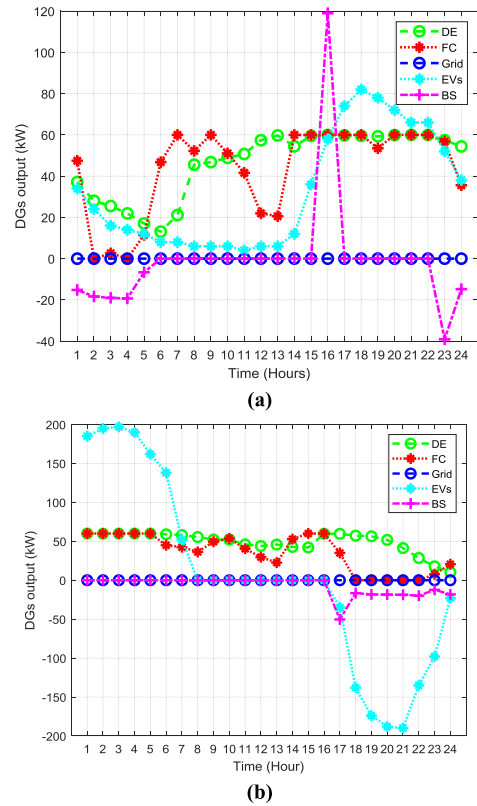 120
100
80
60
40
20
0
-20
-40
DGs output (kW)
DE
FC
Grid
EVs
BS
1 2 3 4 5 6 7 8 9 10 11 12 13 14 15 16 17 18 19 20 21 22 23 24
Time (Hours)
(a)
200
150
100
50
0
-50
-100
-150
-200
DGs output (kW)
DE
FC
Grid
EVs
BS
1 2 3 4 5 6 7 8 9 10 11 12 13 14 15 16 17 18 19 20 21 22 23 24
Time (Hour)
(b)